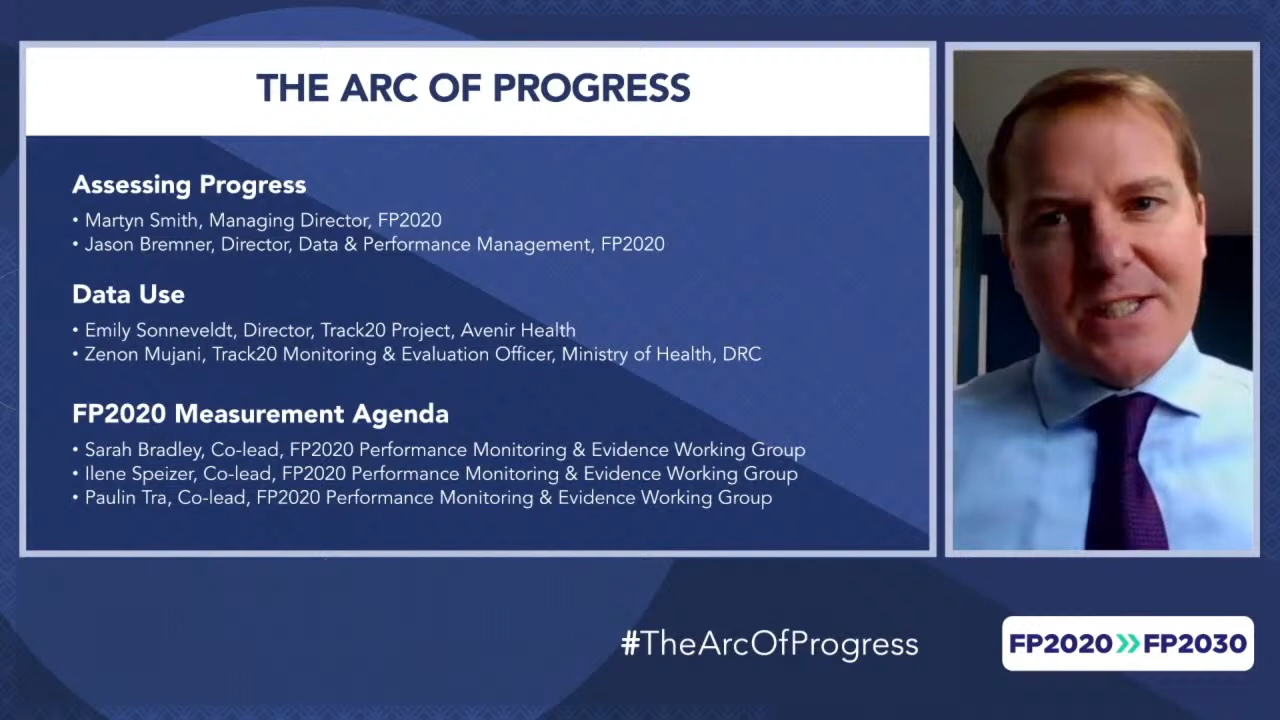 THE ARC OF PROGRESS
Assessing Progress
• Martyn Smith, Managing Director, FP2020
• Jason Bremner, Director, Data & Performance Management, FP2020
Data Use
• Emily Sonneveldt, Director, Track20 Project, Avenir Health
• Zenon Mujani, Track20 Monitoring & Evaluation Officer, Ministry of Health, DRC
FP2020 Measurement Agenda
• Sarah Bradley, Co-lead, FP2020 Performance Monitoring & Evidence Working Group
• Ilene Speizer, Co-lead, FP2020 Performance Monitoring & Evidence Working Group
• Paulin Tra, Co-lead, FP2020 Performance Monitoring & Evidence Working Group
#TheArcOfProgress
FP2020 >> FP2030